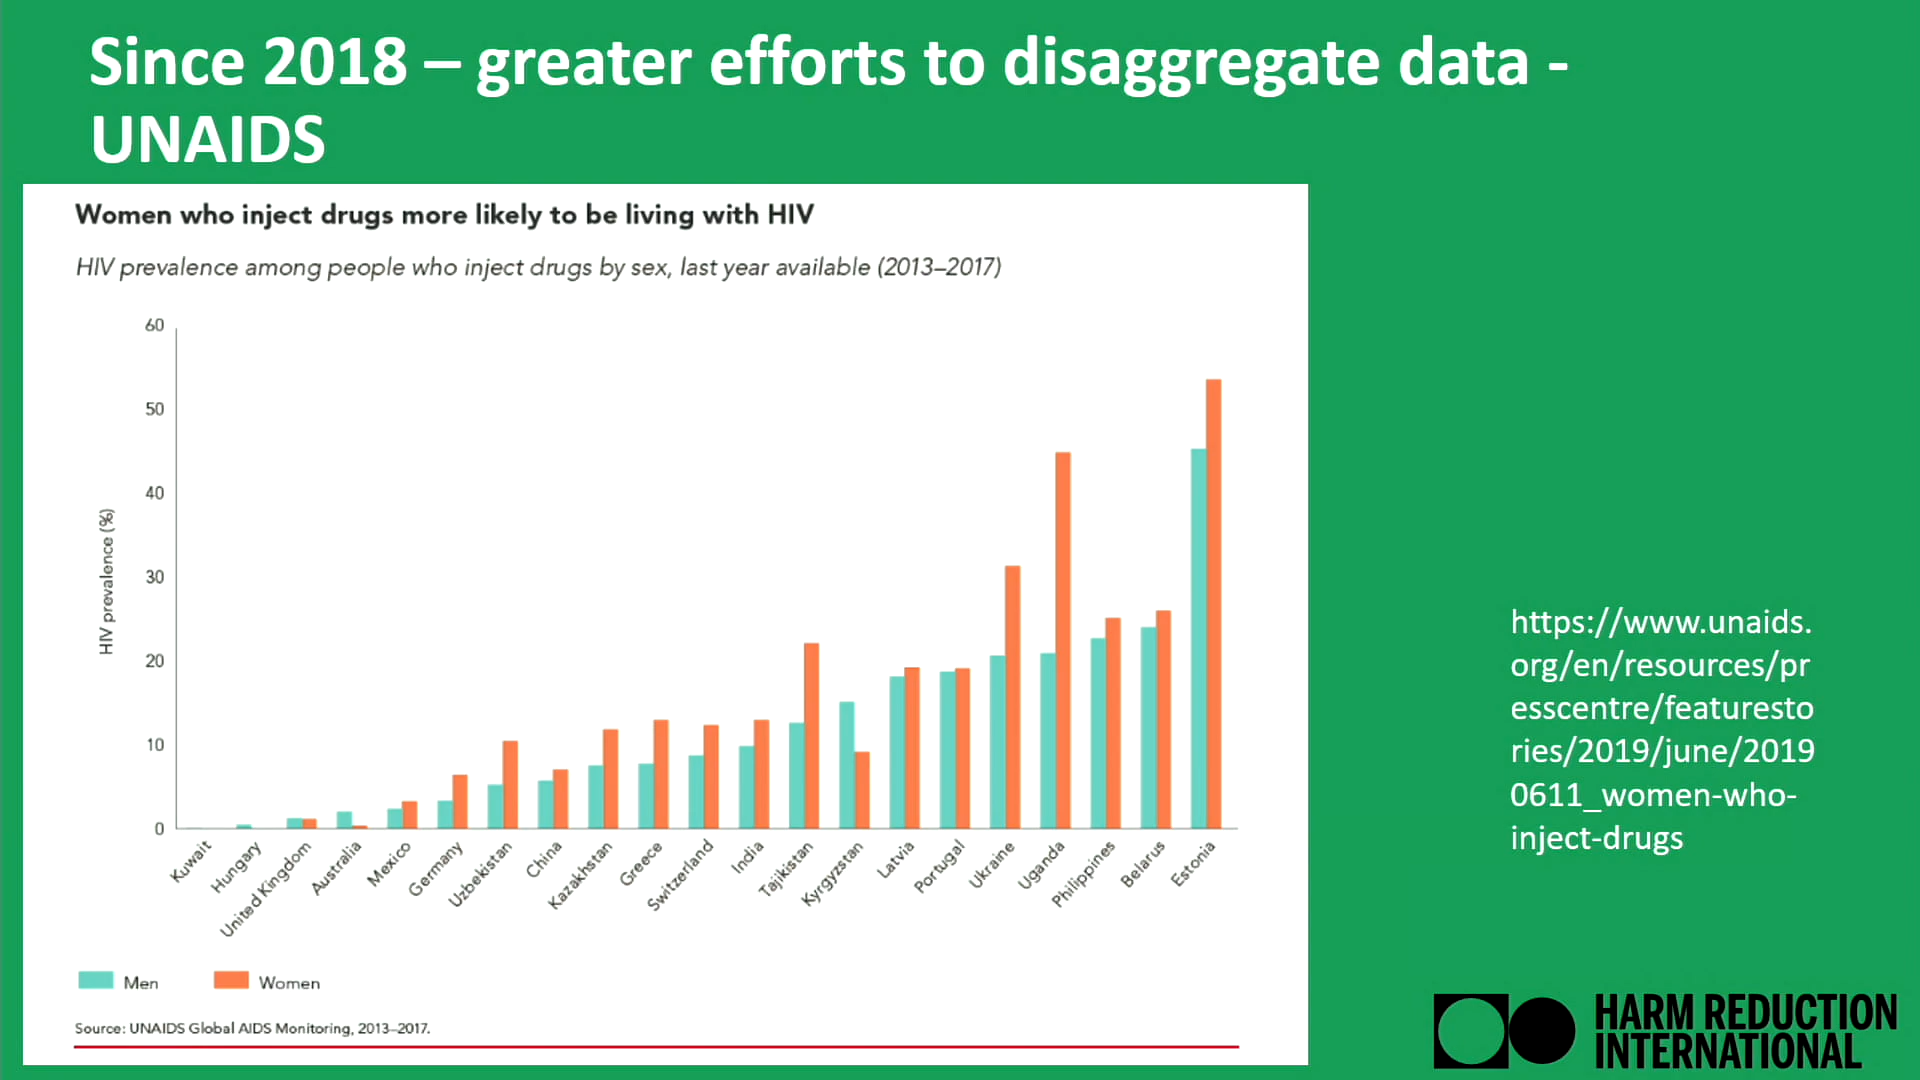 Since 2018 – greater efforts to disaggregate data -
UNAIDS
Women who inject drugs more likely to be living with HIV
HIV prevalence among people who inject drugs by sex, last year available (2013–2017)
60
50
40
30
20
10
0
HIV prevalence (%)
Kuwait
Hungary
United Kingdom
Australia
Mexico
Germany
Uzbekistan
China
Kazakhstan
Greece
Switzerland
India
Tajikistan
Kyrgyzstan
Latvia
Portugal
Ukraine
Uganda
Philippines
Belarus
Estonia
Men
Women
Source: UNAIDS Global AIDS Monitoring, 2013–2017.
https://www.unaids.
org/en/resources/pr
esscentre/featuresto
ries/2019/june/2019
0611_women-who-
inject-drugs
HARM REDUCTION
INTERNATIONAL